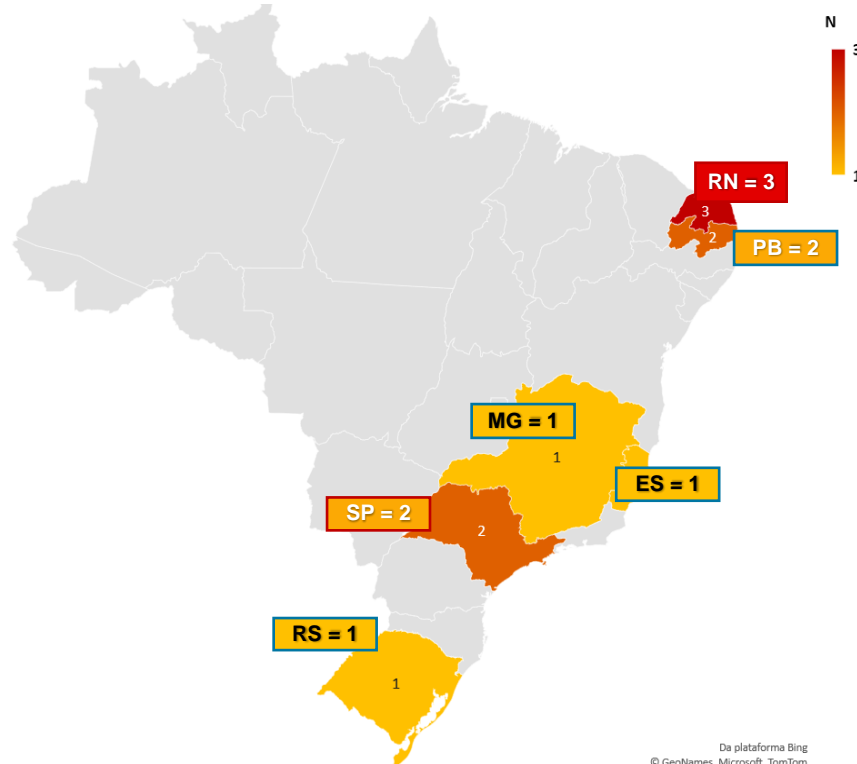 N
3
RN = 3
1
3
2
PB = 2
MG = 1
1
ES = 1
SP = 2
2
RS = 1
1
Da plataforma Bing
© GeoNames, Microsoft, TomTom